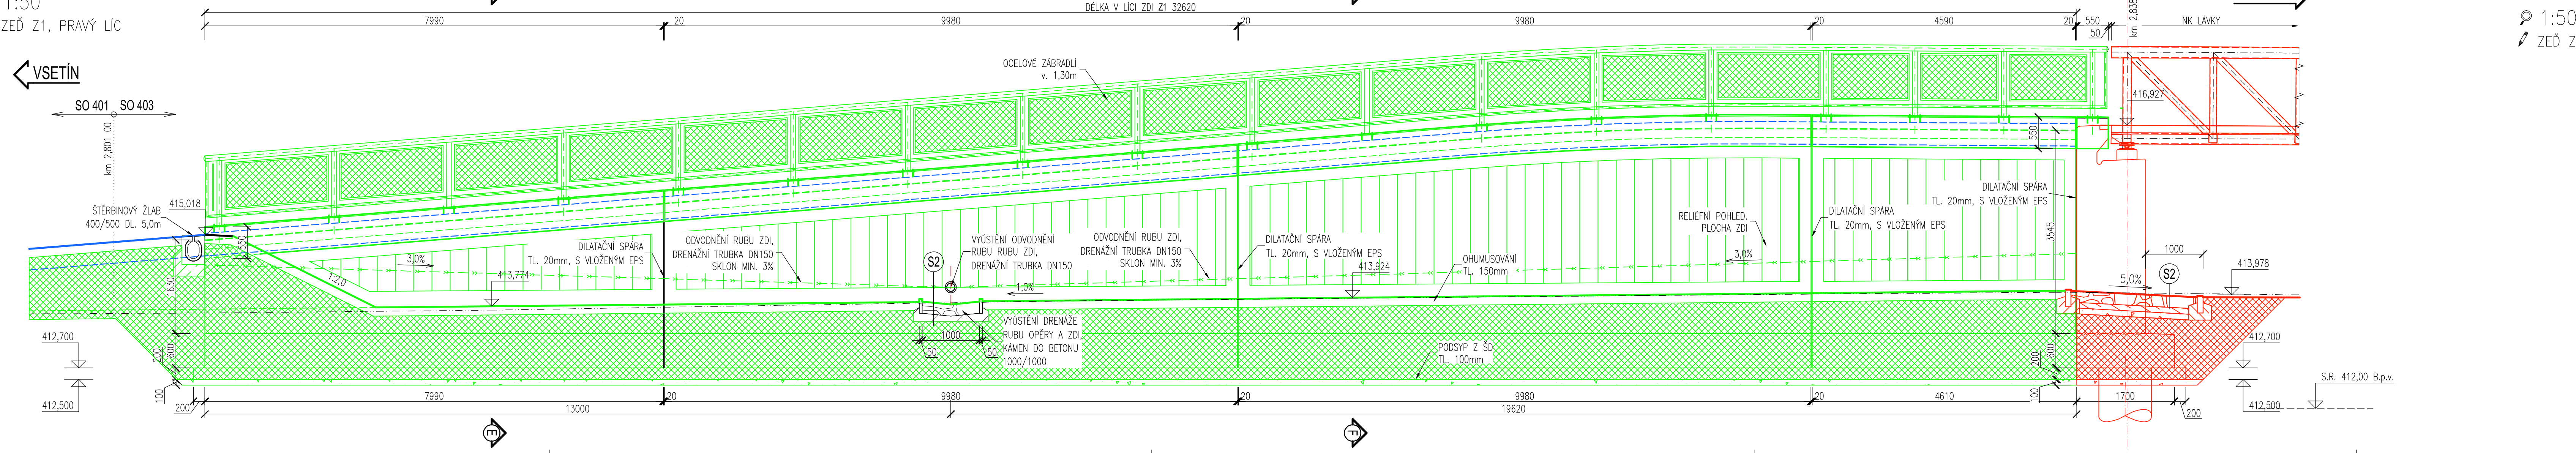 1:50
ZEĎ Z1, PRAVÝ LÍC
VSETÍN
SO 401
SO 403
km 2,801 00
DÉLKA V LÍCI ZDI Z1 32620
7990
20
9980
20
9980
20
4590
20
550
50
NK LÁVKY
km 2,838
1:50
ZEĎ Z
OCELOVÉ ZÁBRADLÍ
v. 1,30m
416,927
415,018
ŠTĚRBINOVÝ ŽLAB
400/500 DL. 5,0m
550
1630
1:2,0
3,0%
413,774
DILATAČNÍ SPÁRA
TL. 20mm, S VLOŽENÝM EPS
ODVODNĚNÍ RUBU ZDI,
DRENÁŽNÍ TRUBKA DN150
SKLON MIN. 3%
S2
VYÚSTĚNÍ ODVODNĚNÍ
RUBU RUBU ZDI,
DRENÁŽNÍ TRUBKA DN150
1,0%
ODVODNĚNÍ RUBU ZDI,
DRENÁŽNÍ TRUBKA DN150
SKLON MIN. 3%
DILATAČNÍ SPÁRA
TL. 20mm, S VLOŽENÝM EPS
413,924
OHUMUSOVÁNÍ
TL. 150mm
RELIÉFNÍ POHLED.
PLOCHA ZDI
3,0%
DILATAČNÍ SPÁRA
TL. 20mm, S VLOŽENÝM EPS
DILATAČNÍ SPÁRA
TL. 20mm, S VLOŽENÝM EPS
550
3545
1000
5,0%
S2
413,978
VYÚSTĚNÍ DRENÁŽE
RUBU OPĚRY A ZDI,
KÁMEN DO BETONU
1000/1000
1000
50
50
PODSYP Z ŠD
TL. 100mm
412,700
412,500
200
600
100
200
412,700
412,500
200
600
100
S.R. 412,00 B.p.v.
7990
20
9980
20
9980
20
4610
1700
200
13000
19620
E
F